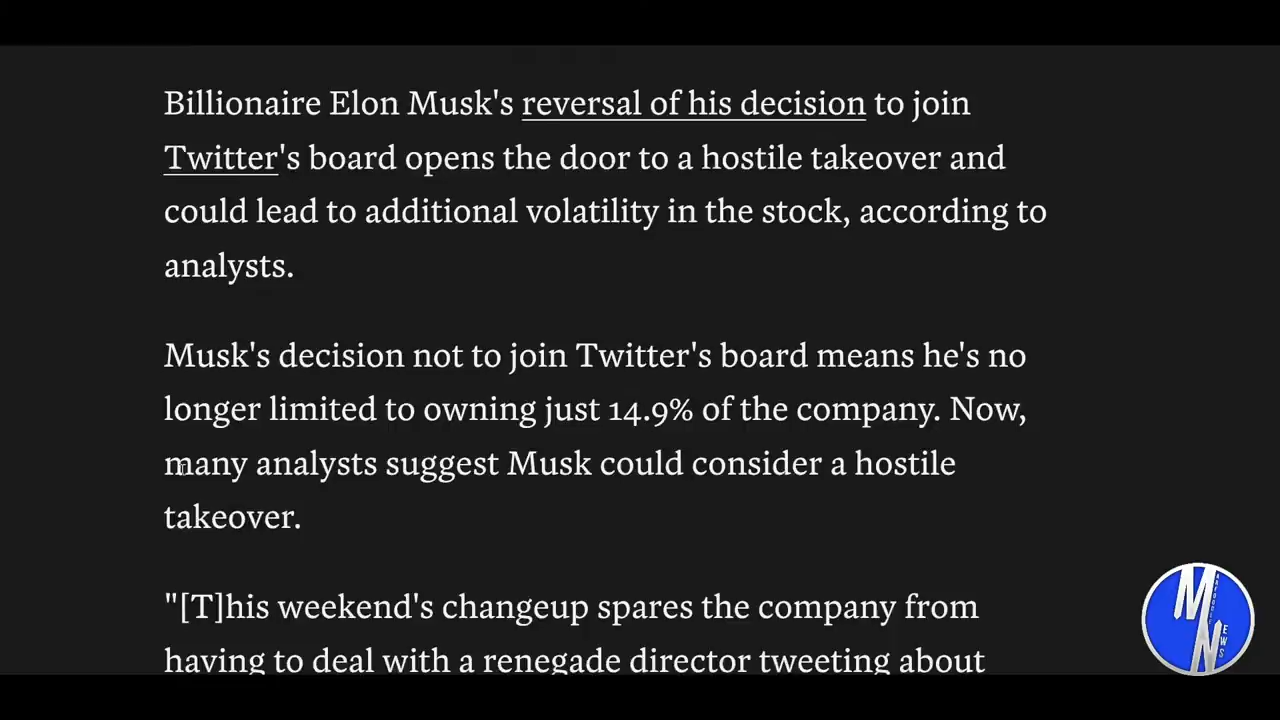 Billionaire Elon Musk's reversal of his decision to join
Twitter's board opens the door to a hostile takeover and
could lead to additional volatility in the stock, according to
analysts.
Musk's decision not to join Twitter's board means he's no
longer limited to owning just 14.9% of the company. Now,
many analysts suggest Musk could consider a hostile
takeover.
"[T]his weekend's changeup spares the company from
having to deal with a renegade director tweeting about
M
N
EWS